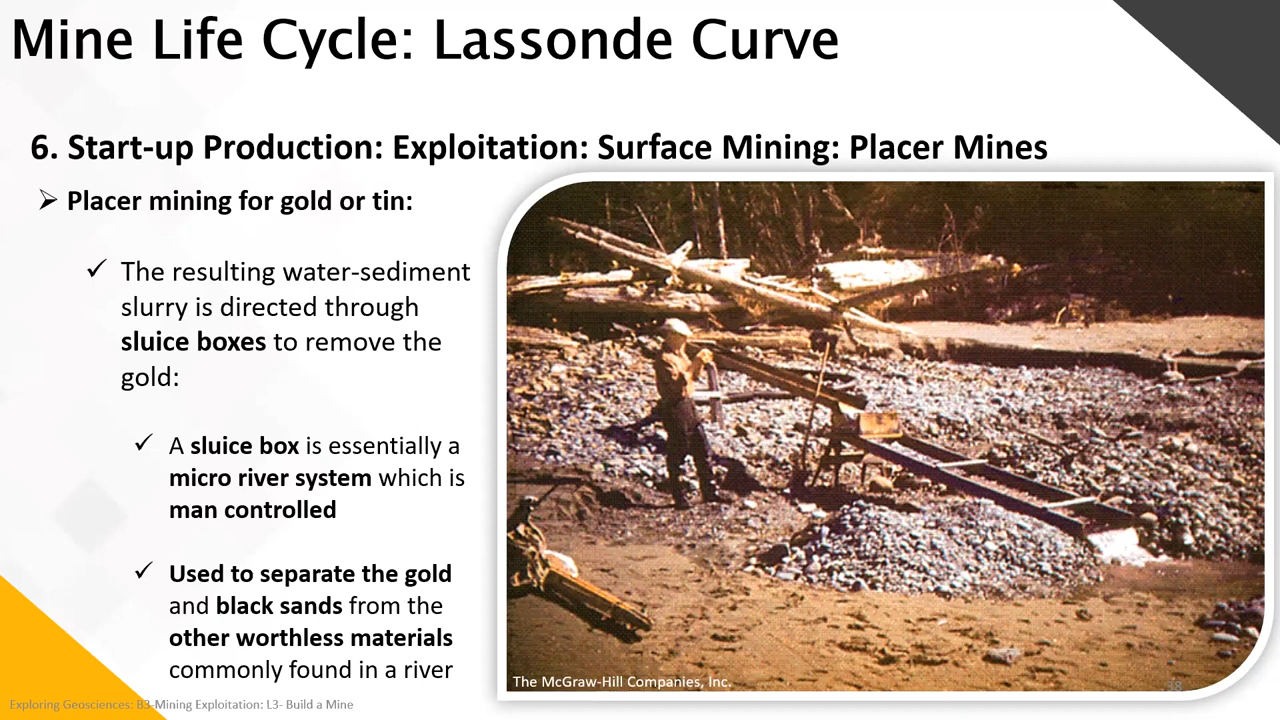 Mine Life Cycle: Lassonde Curve
6. Start-up Production: Exploitation: Surface Mining: Placer Mines
Placer mining for gold or tin:
The resulting water-sediment
slurry is directed through
sluice boxes to remove the
gold:
A sluice box is essentially a
micro river system which is
man controlled
Used to separate the gold
and black sands from the
other worthless materials
commonly found in a river
The McGraw-Hill Companies, Inc.
38
Exploring Geosciences: B3-Mining Exploitation: L3- Build a Mine